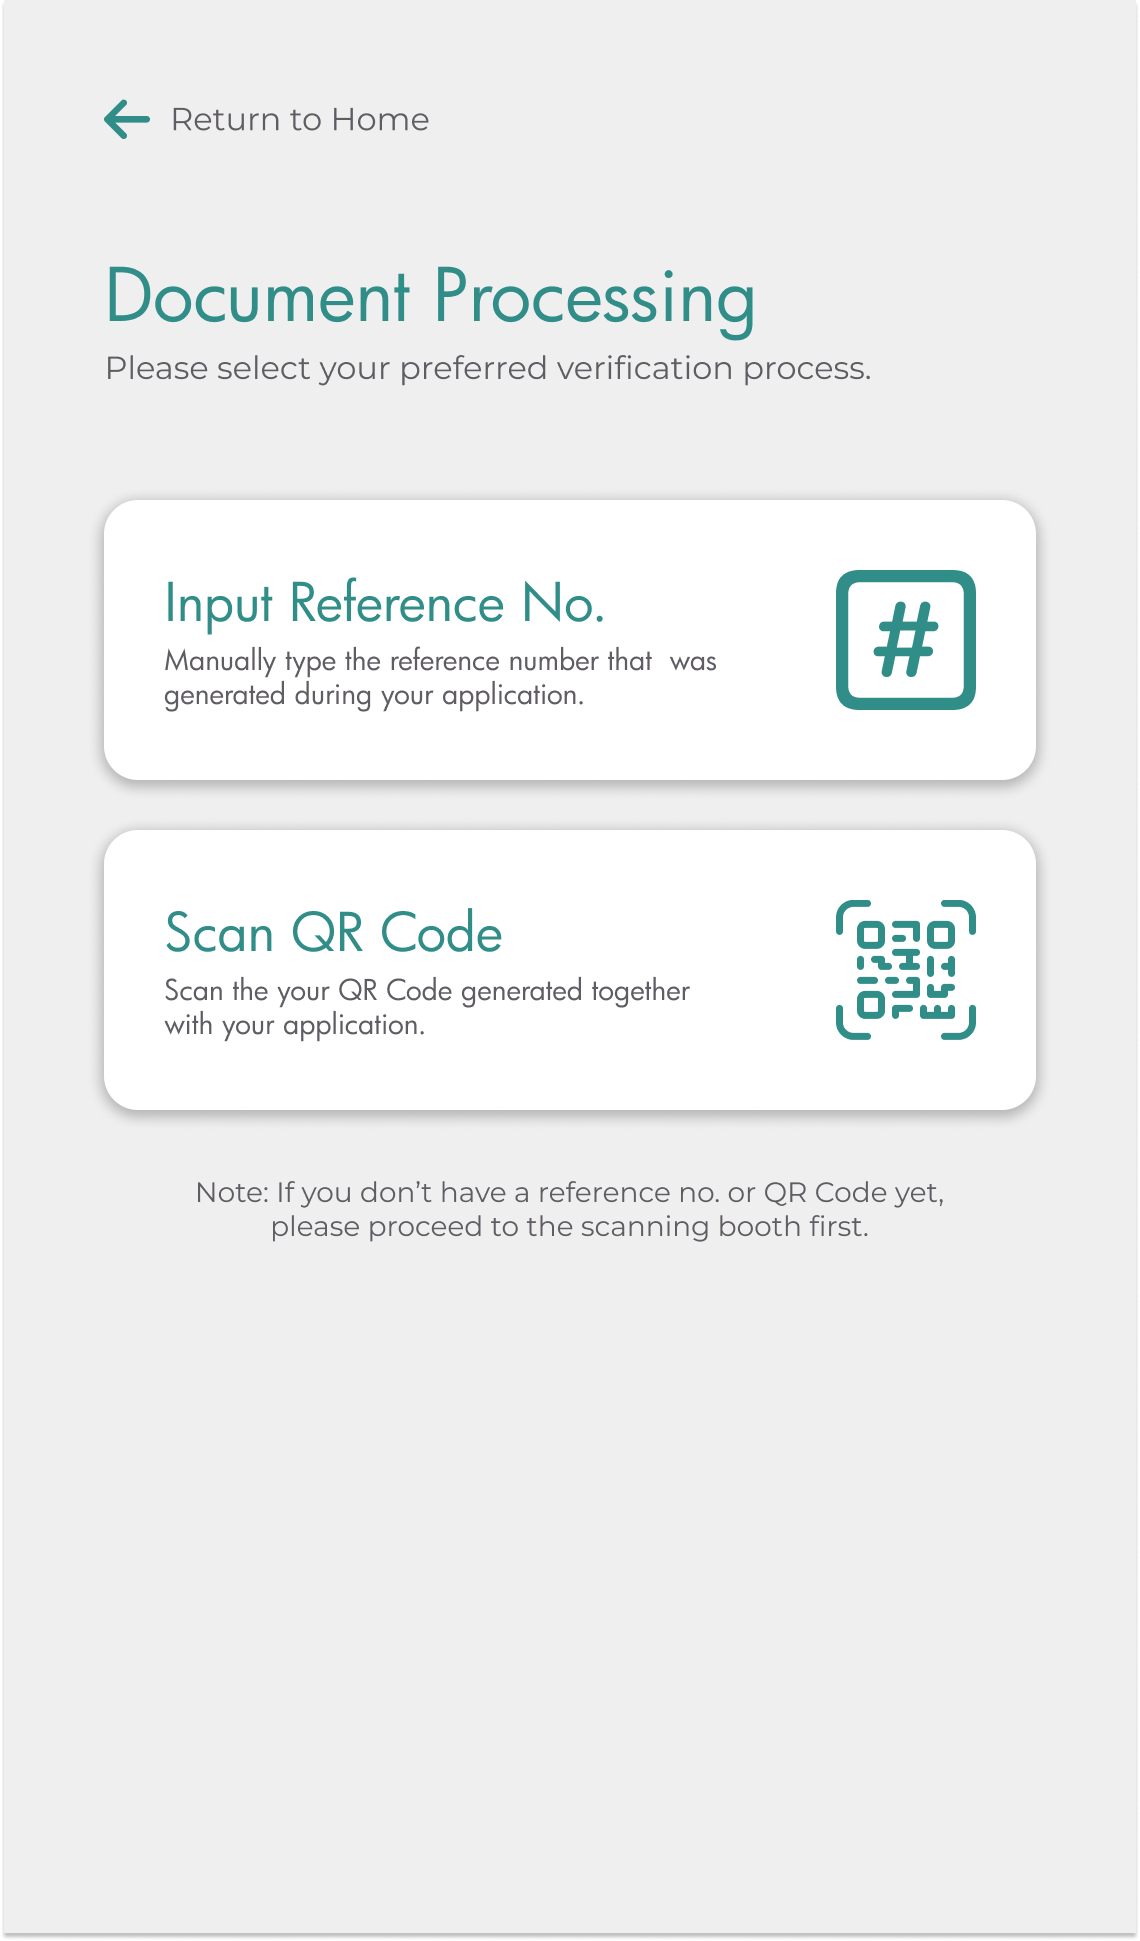 Return to Home
Document Processing
Please select your preferred verification process.
Input Reference No.
Manually type the reference number that  was
generated during your application.
#
Scan QR Code
Scan the your QR Code generated together
with your application.
Note: If you don’t have a reference no. or QR Code yet,
please proceed to the scanning booth first.